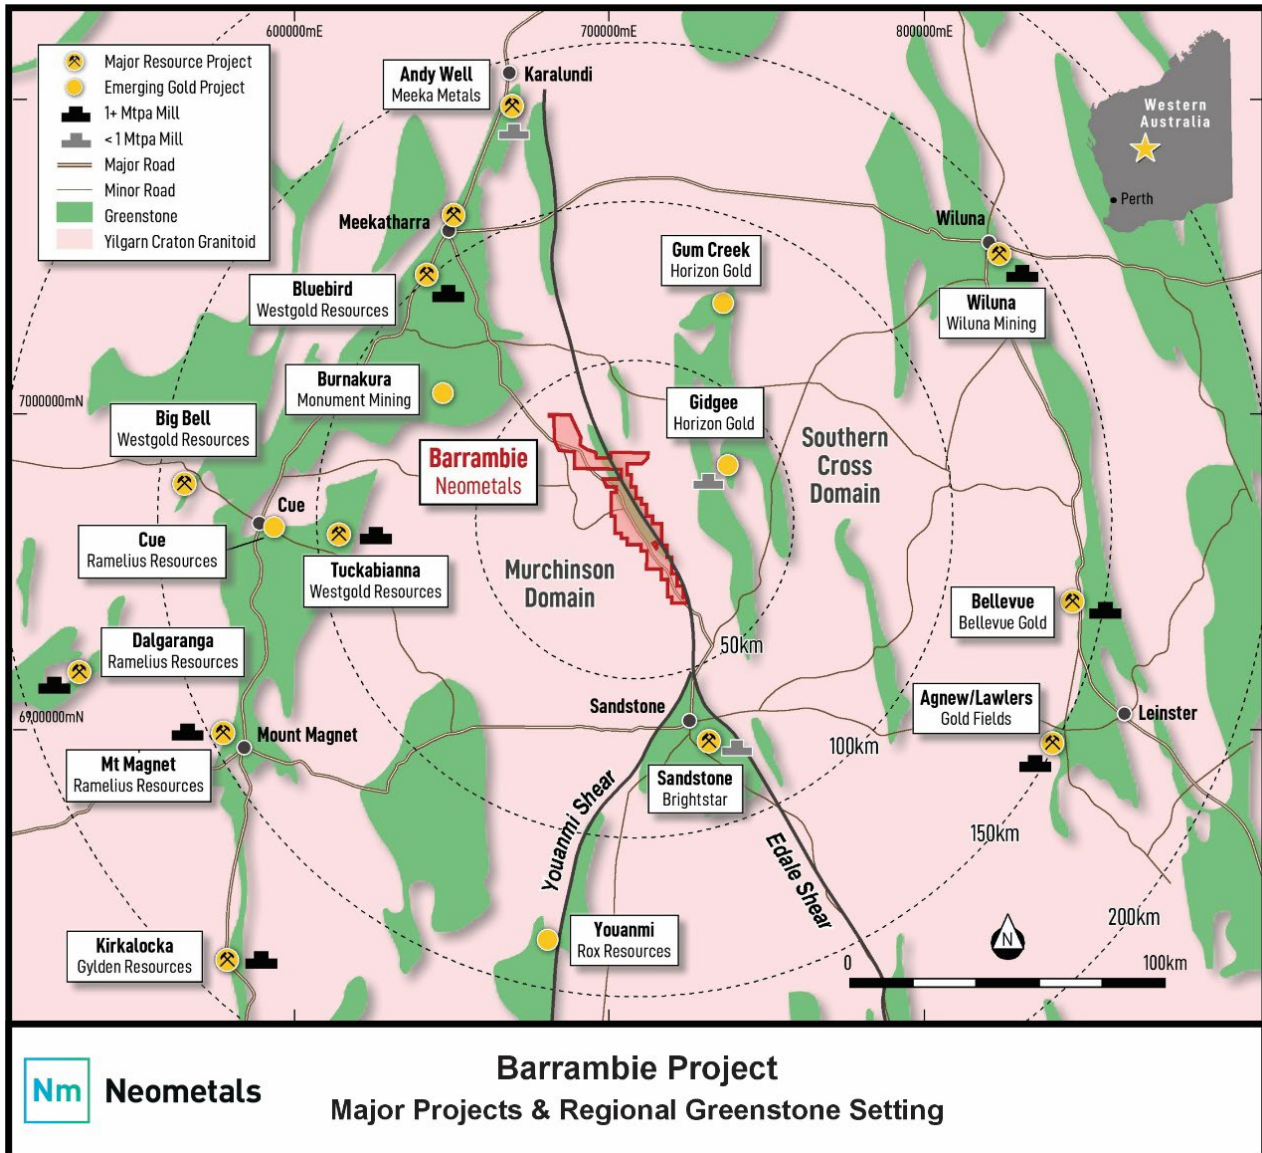 600000mE
700000mE
800000mE
Major Resource Project
Emerging Gold Project
1+ Mtpa Mill
< 1 Mtpa Mill
Major Road
Minor Road
Greenstone
Yilgarn Craton Granitoid
Andy Well
Meeka Metals
Karalundi
Western
Australia
Perth
Meekatharra
Wiluna
Gum Creek
Horizon Gold
Bluebird
Westgold Resources
Wiluna
Wiluna Mining
Burnakura
Monument Mining
Gidgee
Horizon Gold
7000000mN
Big Bell
Westgold Resources
Barrambie
Neometals
Southern
Cross
Domain
Cue
Cue
Ramelius Resources
Tuckabianna
Westgold Resources
Murchinson
Domain
Bellevue
Bellevue Gold
Dalgaranga
Ramelius Resources
50km
6900000mN
Sandstone
Agnew/Lawlers
Gold Fields
Leinster
Mount Magnet
100km
Mt Magnet
Ramelius Resources
Sandstone
Brightstar
Youanmi Shear
Edale Shear
150km
200km
Youanmi
Rox Resources
Kirkalocka
Gylden Resources
N
0
100km
Nm
Neometals
Barrambie Project
Major Projects & Regional Greenstone Setting